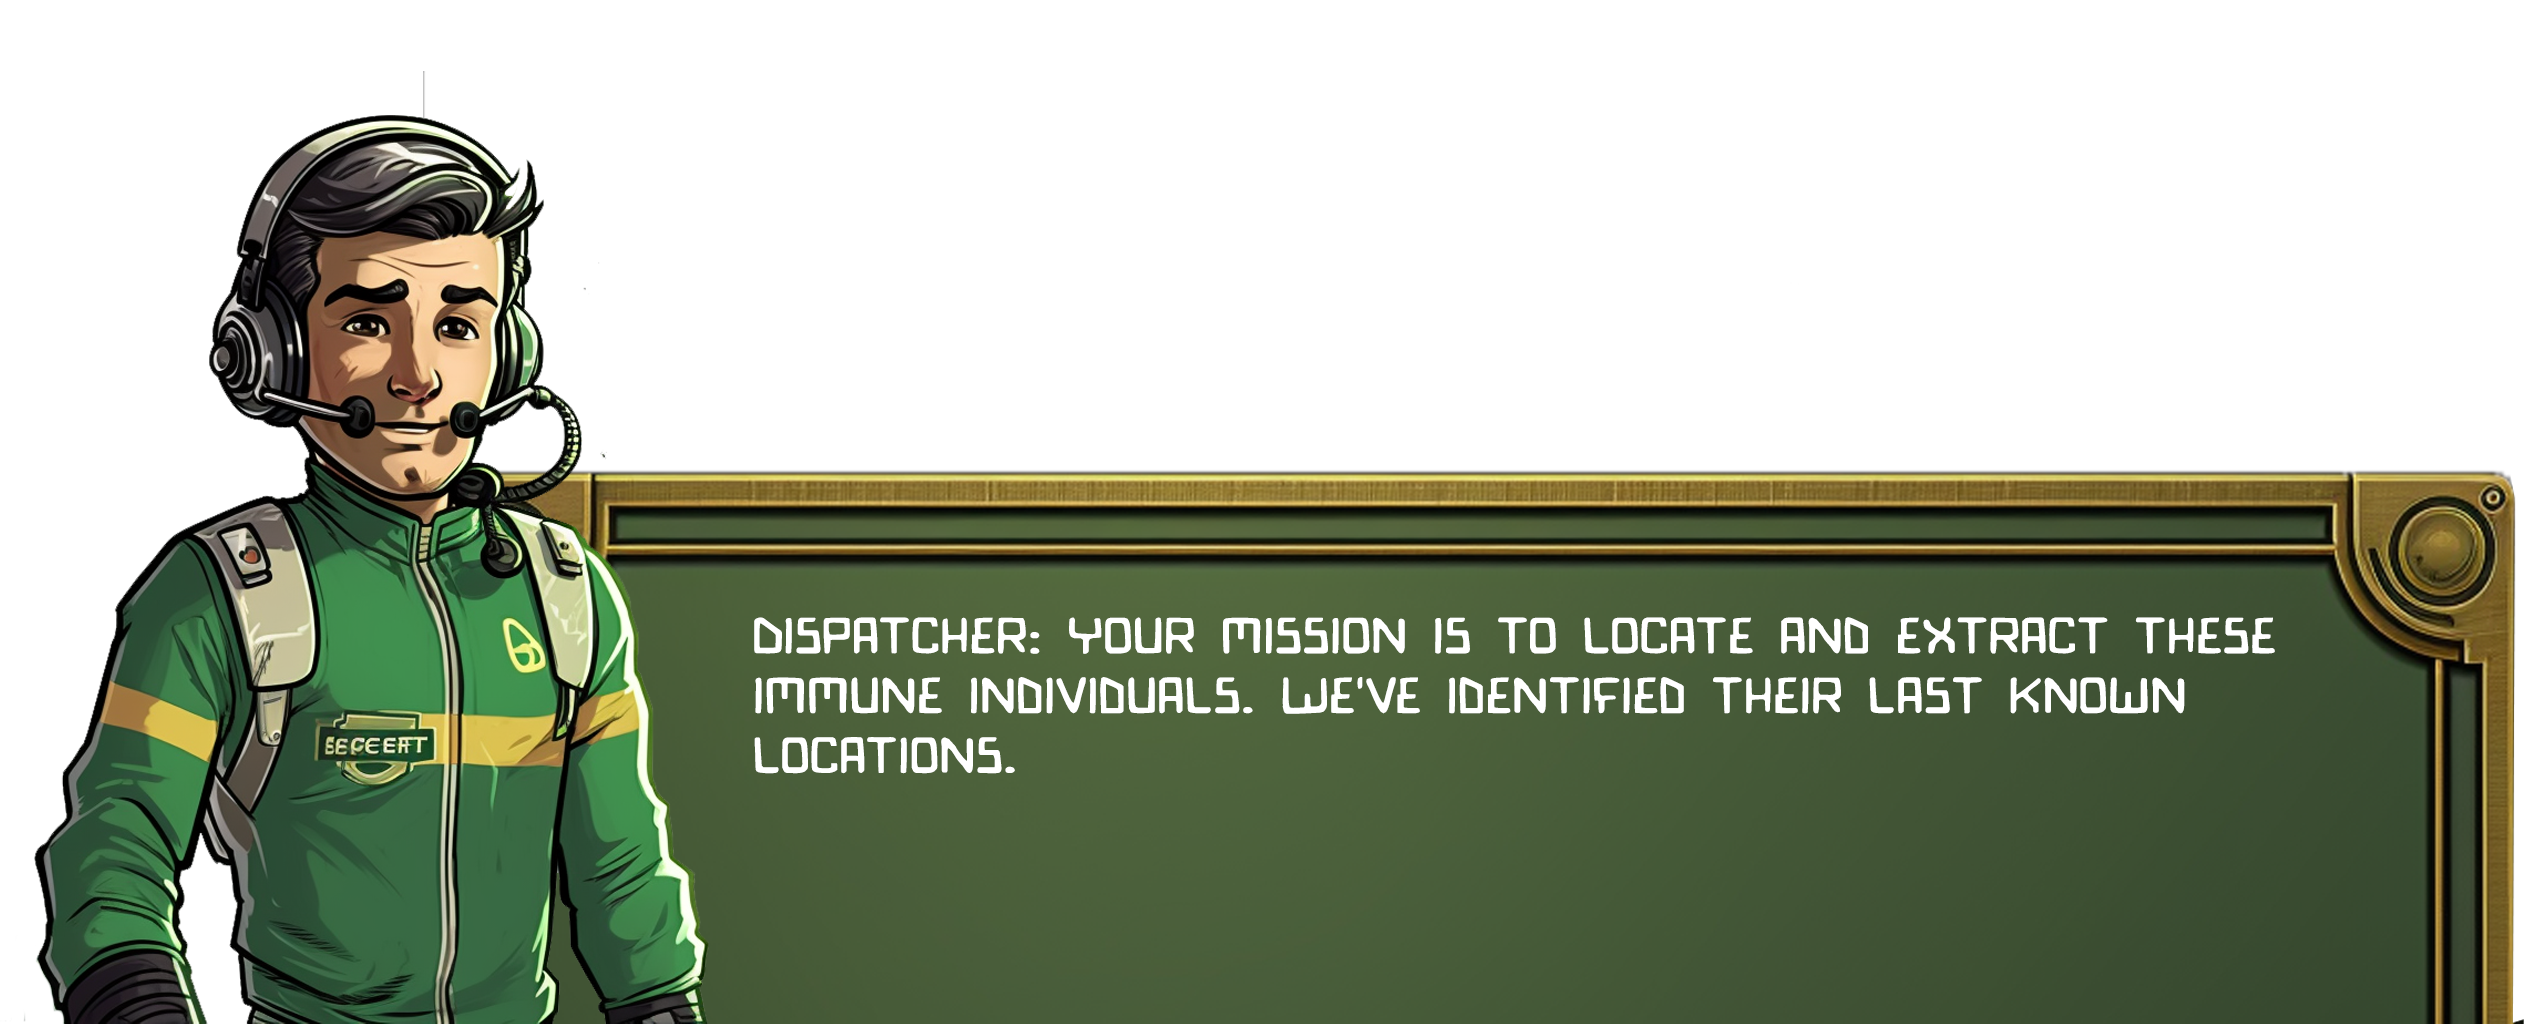 DISPATCHER: YOUR MISSION IS TO LOCATE AND EXTRACT THESE
IMMUNE INDIVIDUALS. WE'VE IDENTIFIED THEIR LAST KNOWN
LOCATIONS.